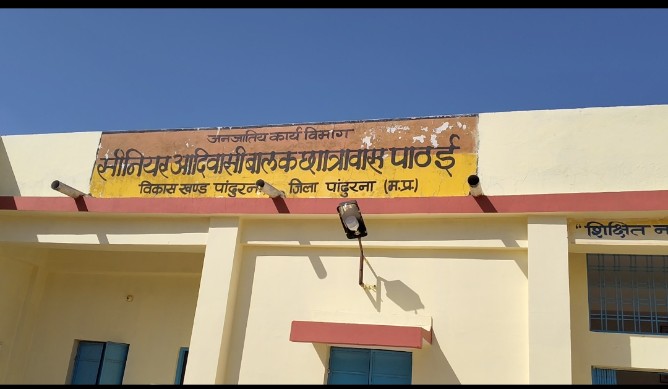 जनजातिय कार्य विभाग
सीनियर आदिवासी बालक छात्रावास पाठई
विकास खण्ड पांढुरना ज़िला पांढुरना (म.प्र.)
"शिक्षित